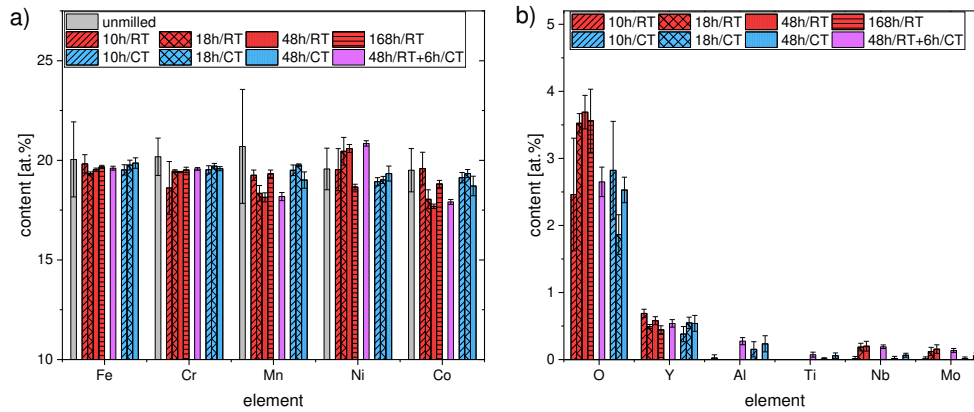 a)
unmilled
10h/RT 18h/RT 48h/RT 168h/RT
10h/CT 18h/CT 48h/CT 48h/RT+6h/CT
content [at.%]
25
20
15
10
Fe Cr Mn Ni Co
element
b)
10h/RT 18h/RT 48h/RT 168h/RT
10h/CT 18h/CT 48h/CT 48h/RT+6h/CT
content [at.%]
5
4
3
2
1
0
O Y Al Ti Nb Mo
element